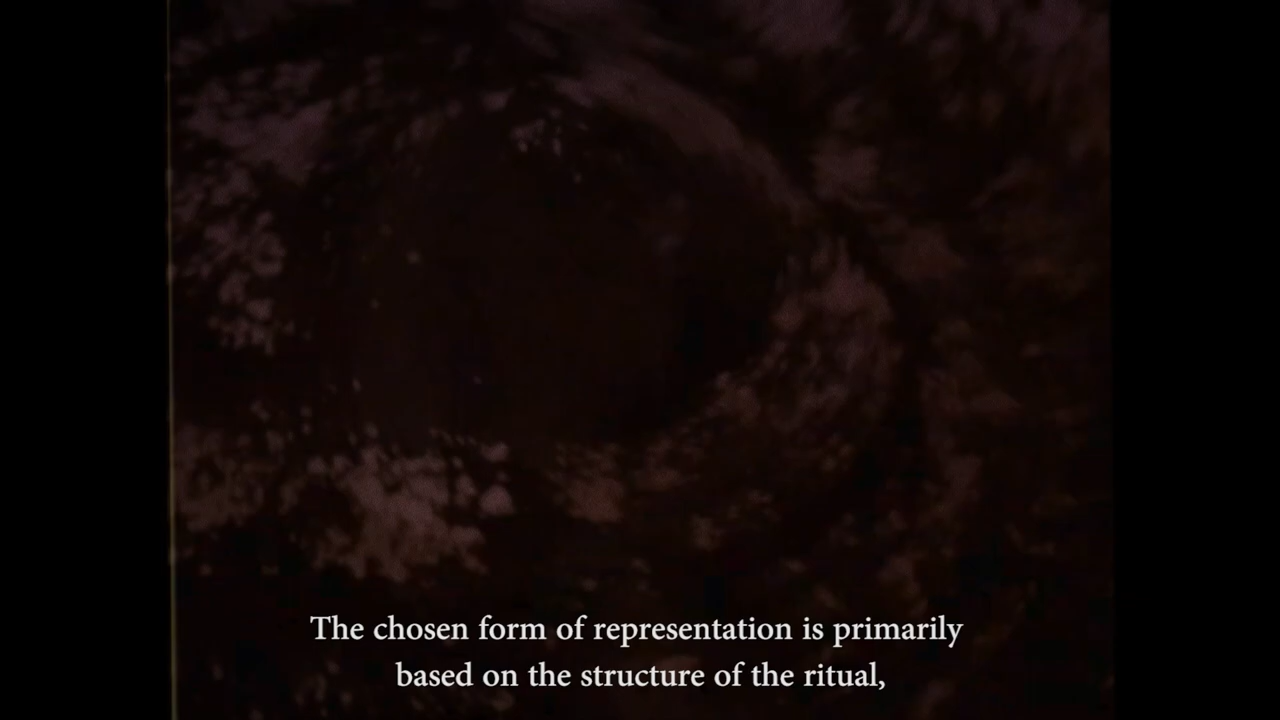 The chosen form of representation is primarily
based on the structure of the ritual,